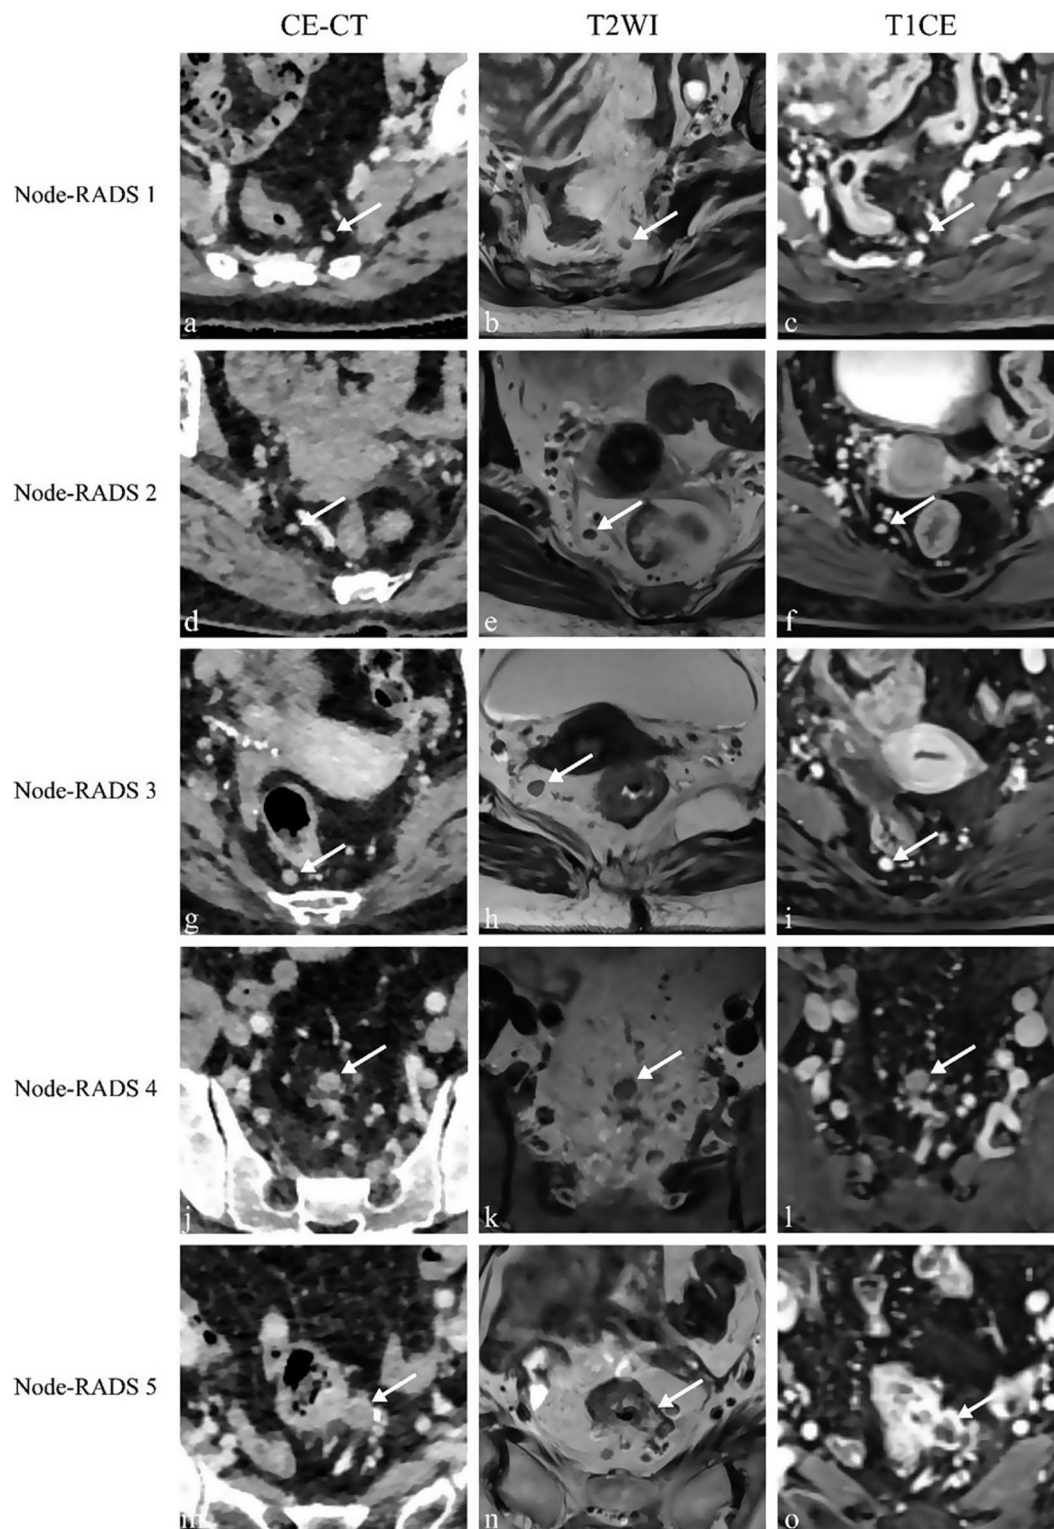 CE-CT T2WI T1CE
Node-RADS 1
a b c
Node-RADS 2
d e f
Node-RADS 3
g h i
Node-RADS 4
j k l
Node-RADS 5
m n o